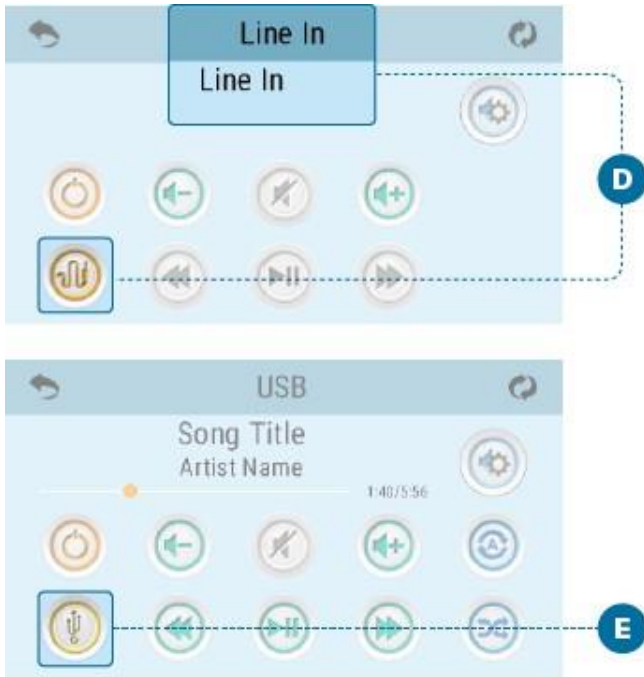 Line In
Line In
D
USB
Song Title
Artist Name
1:40/5:56
A
E